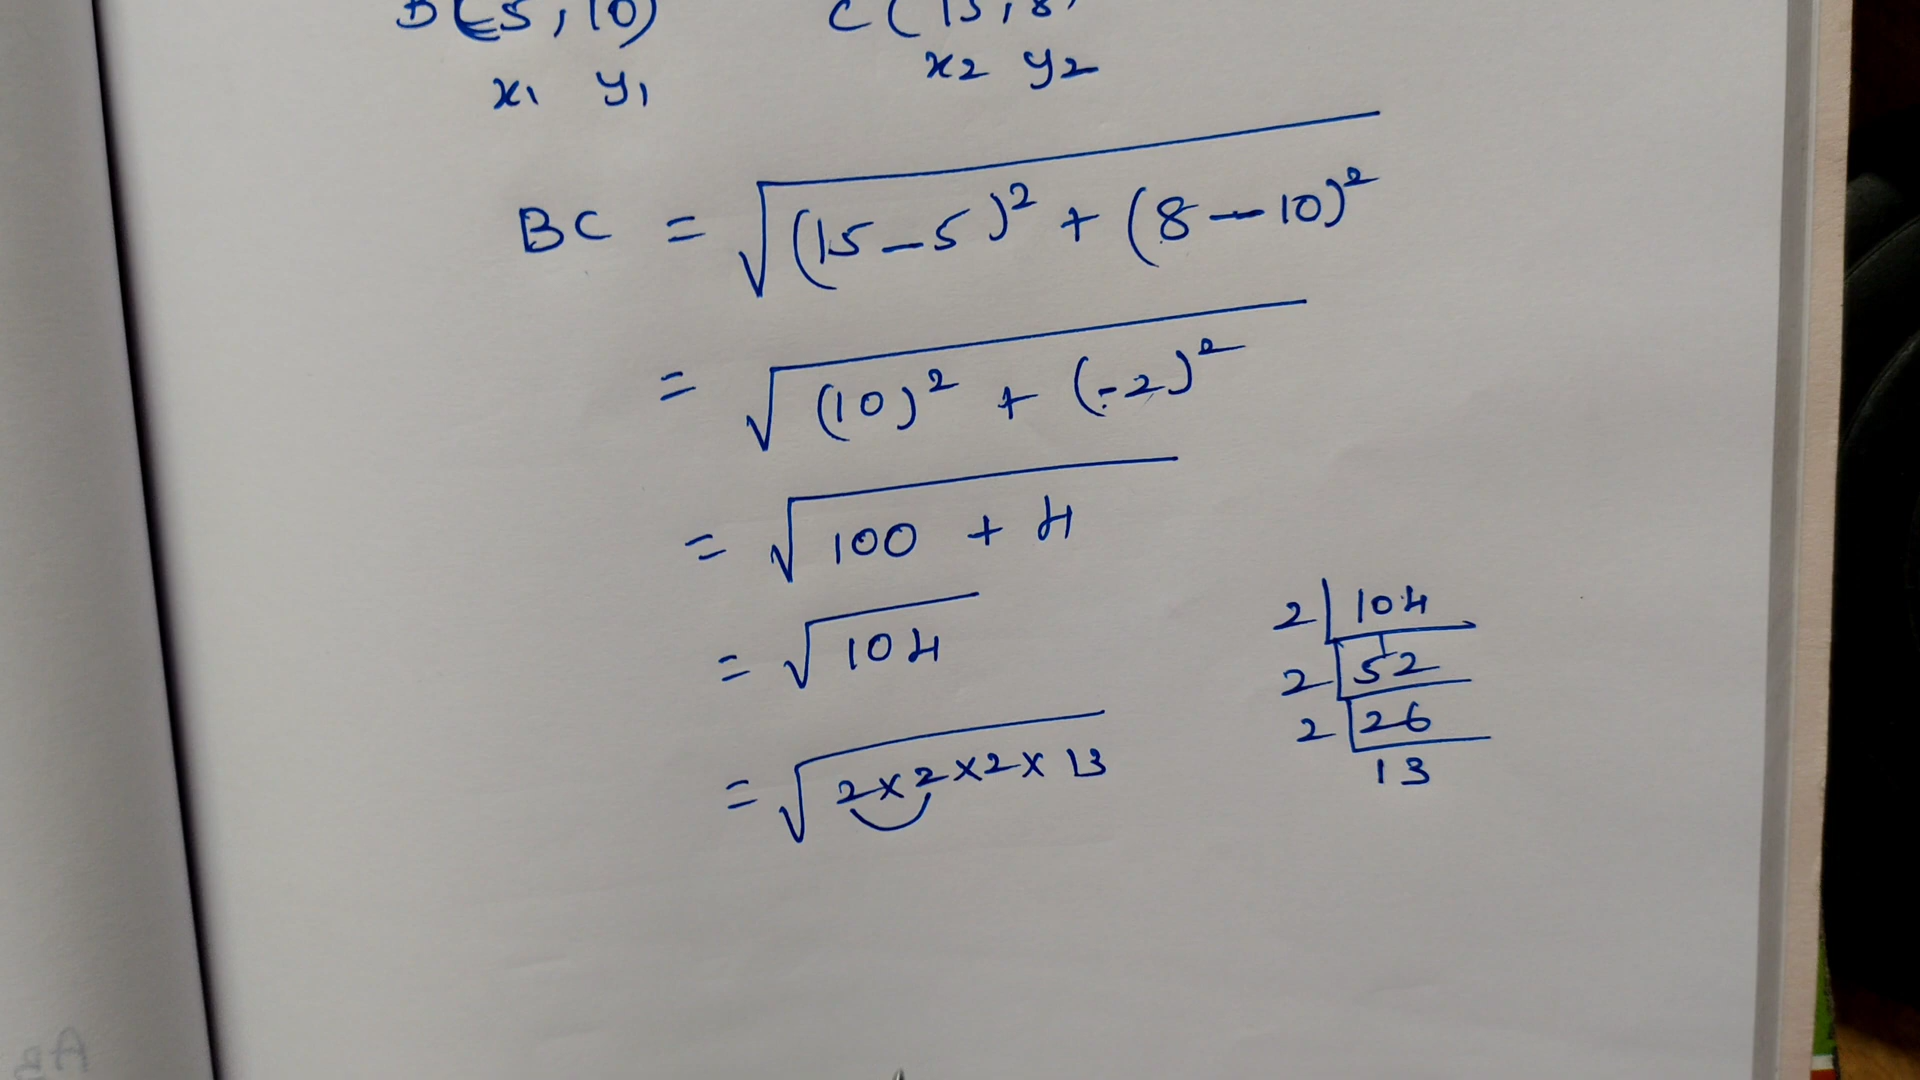 B(5, 10) C(15, 8)
x1 y1 x2 y2
BC = √(15-5)² + (8-10)²
= √(10)² + (-2)²
= √100 + 4
= √104
= √2×2×2×13
2 104
2 52
2 26
13